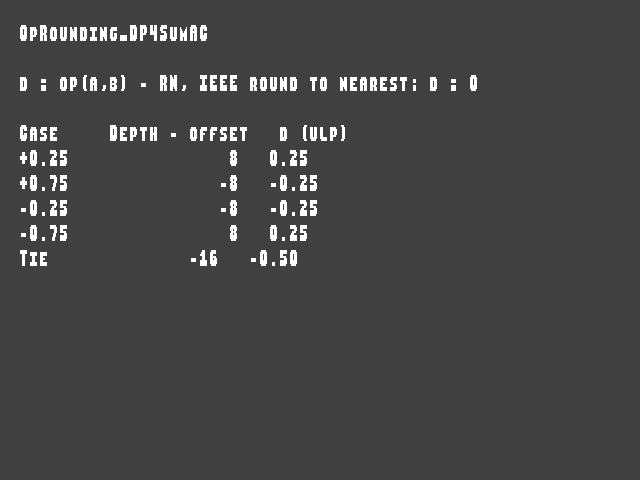 OpRounding_DP4SumAC
D = op(A,B) - RN, IEEE round to nearest: D = 0
Case Depth - offset D (ulp)
+0.25 8 0.25
+0.75 -8 -0.25
-0.25 -8 -0.25
-0.75 8 0.25
Tie -16 -0.50